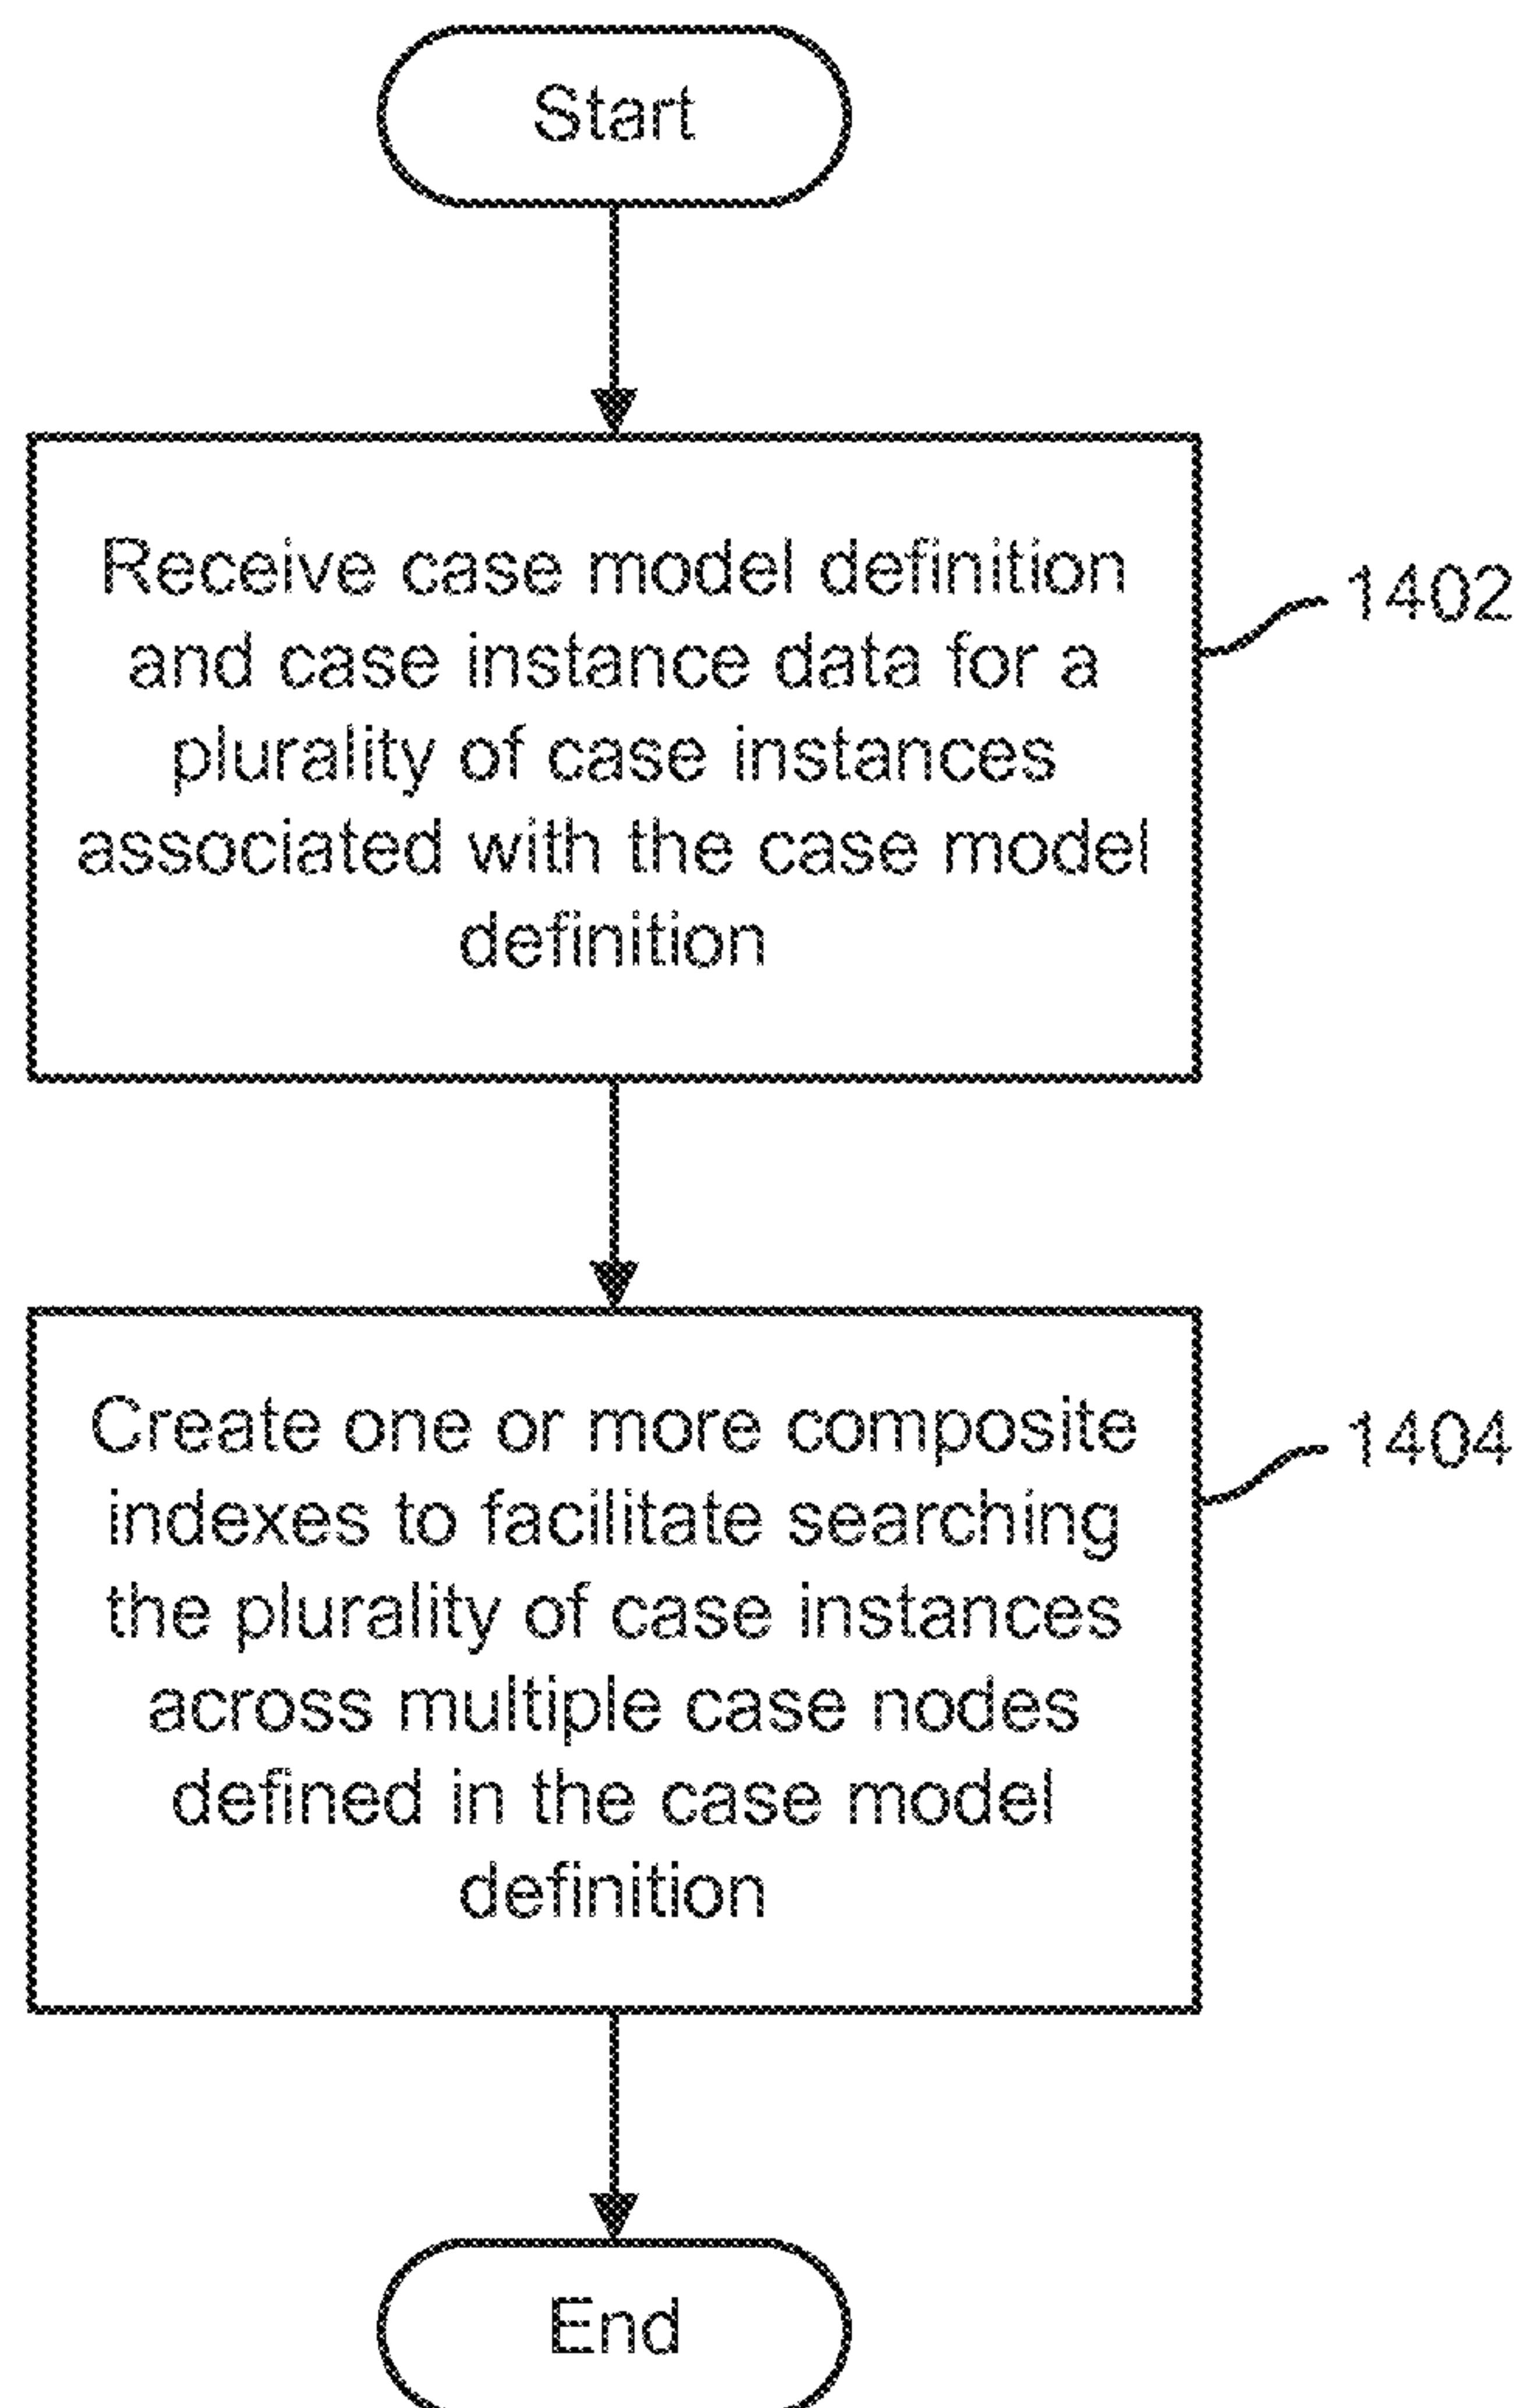 Start
Receive case model definition
and case instance data for a
plurality of case instances
associated with the case model
definition
1402
Create one or more composite
indexes to facilitate searching
the plurality of case instances
across multiple case nodes
defined in the case model
definition
1404
End